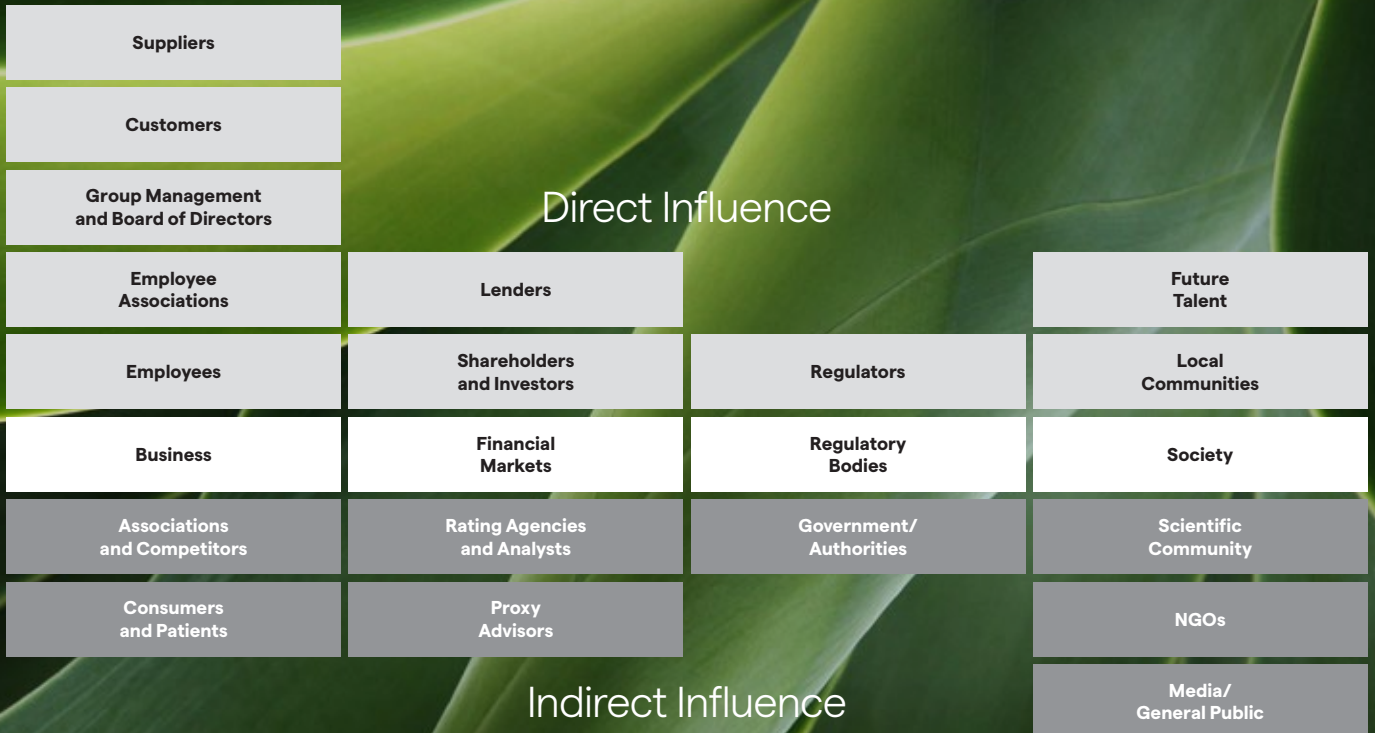 Suppliers
Customers
Group Management
and Board of Directors
Direct Influence
Employee
Associations
Lenders
Future
Talent
Employees
Shareholders
and Investors
Regulators
Local
Communities
Business
Financial
Markets
Regulatory
Bodies
Society
Associations
and Competitors
Rating Agencies
and Analysts
Government/
Authorities
Scientific
Community
Consumers
and Patients
Proxy
Advisors
NGOs
Indirect Influence
Media/
General Public